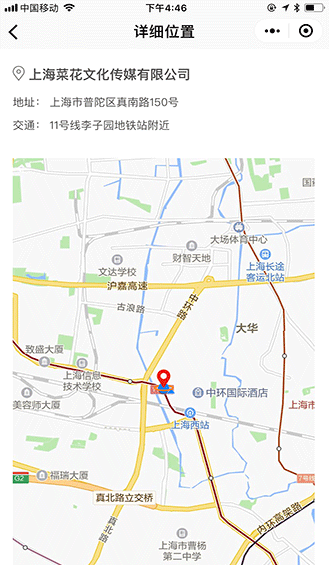 中国移动
下午4:46
详细位置
上海菜花文化传媒有限公司
地址： 上海市普陀区真南路150号
交通： 11号线李子园地铁站附近
大场体育中心
财智天地
文达学校
上海长途
客运北站
沪嘉高速
中环路
古浪路
大华
致盛大厦
上海信息
技术学校
中环国际酒店
美容师大厦
上海市
上海西站
福瑞大厦
G2
7号线
真北路立交桥
内环高架路
真北路
上海市曹杨
第二中学